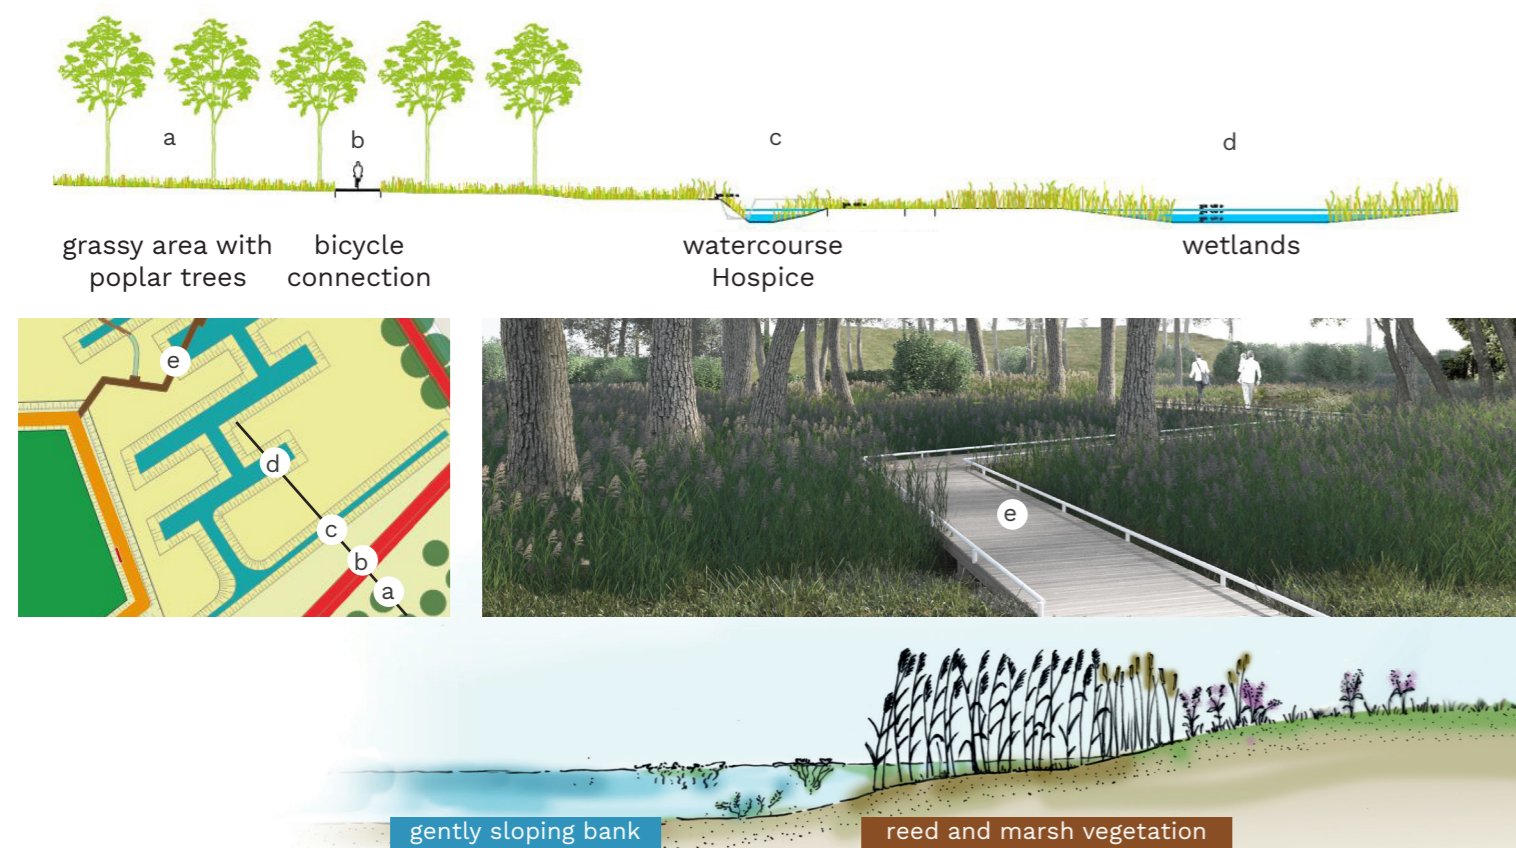 a
b
c
d
grassy area with
poplar trees
bicycle
connection
watercourse
Hospice
wetlands
e
d
c
b
a
e
gently sloping bank
reed and marsh vegetation